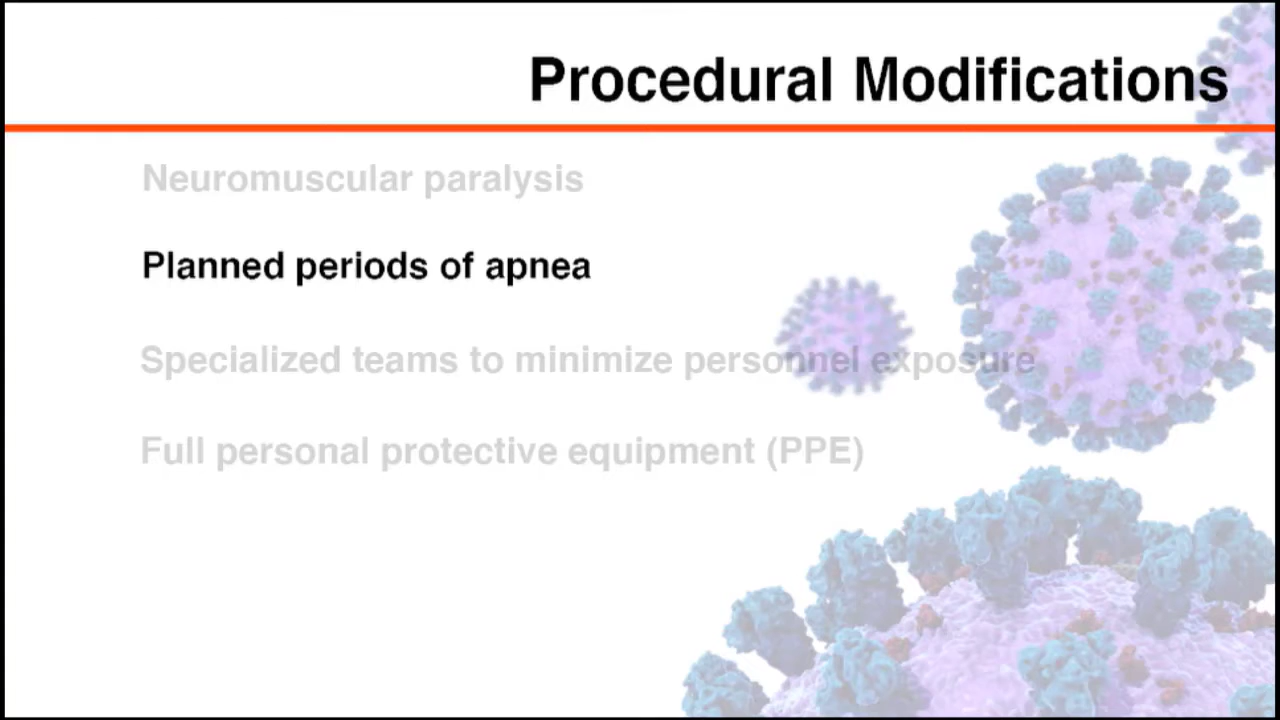 Procedural Modifications
Neuromuscular paralysis
Planned periods of apnea
Specialized teams to minimize personnel exposure
Full personal protective equipment (PPE)